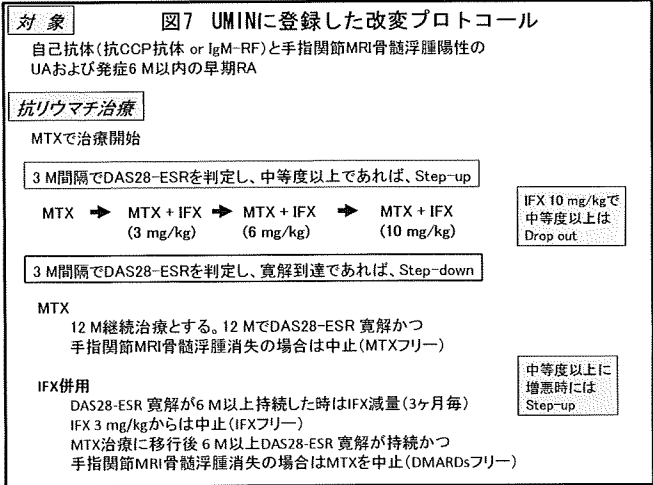 対 象
図7 UMINに登録した改変プロトコール
自己抗体(抗CCP抗体 or IgM-RF)と手指関節MRI骨髄浮腫陽性の
UAおよび発症6 M以内の早期RA
抗リウマチ治療
MTXで治療開始
3 M間隔でDAS28-ESRを判定し、中等度以上であれば、Step-up
MTX ➔ MTX + IFX ➔ MTX + IFX ➔ MTX + IFX
(3 mg/kg) (6 mg/kg) (10 mg/kg)
IFX 10 mg/kgで
中等度以上は
Drop out
3 M間隔でDAS28-ESRを判定し、寛解到達であれば、Step-down
MTX
12 M継続治療とする。12 MでDAS28-ESR 寛解かつ
手指関節MRI骨髄浮腫消失の場合は中止(MTXフリー)
IFX併用
DAS28-ESR 寛解が6 M以上持続した時はIFX減量(3ヶ月毎)
IFX 3 mg/kgからは中止(IFXフリー)
MTX治療に移行後 6 M以上DAS28-ESR 寛解が持続かつ
手指関節MRI骨髄浮腫消失の場合はMTXを中止(DMARDsフリー)
中等度以上に
増悪時には
Step-up